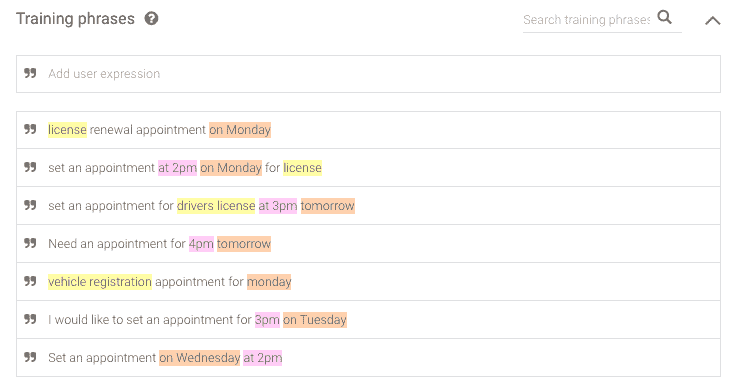 Training phrases ?
Search training phrases
Add user expression
license renewal appointment on Monday
set an appointment at 2pm on Monday for license
set an appointment for drivers license at 3pm tomorrow
Need an appointment for 4pm tomorrow
vehicle registration appointment for monday
I would like to set an appointment for 3pm on Tuesday
Set an appointment on Wednesday at 2pm